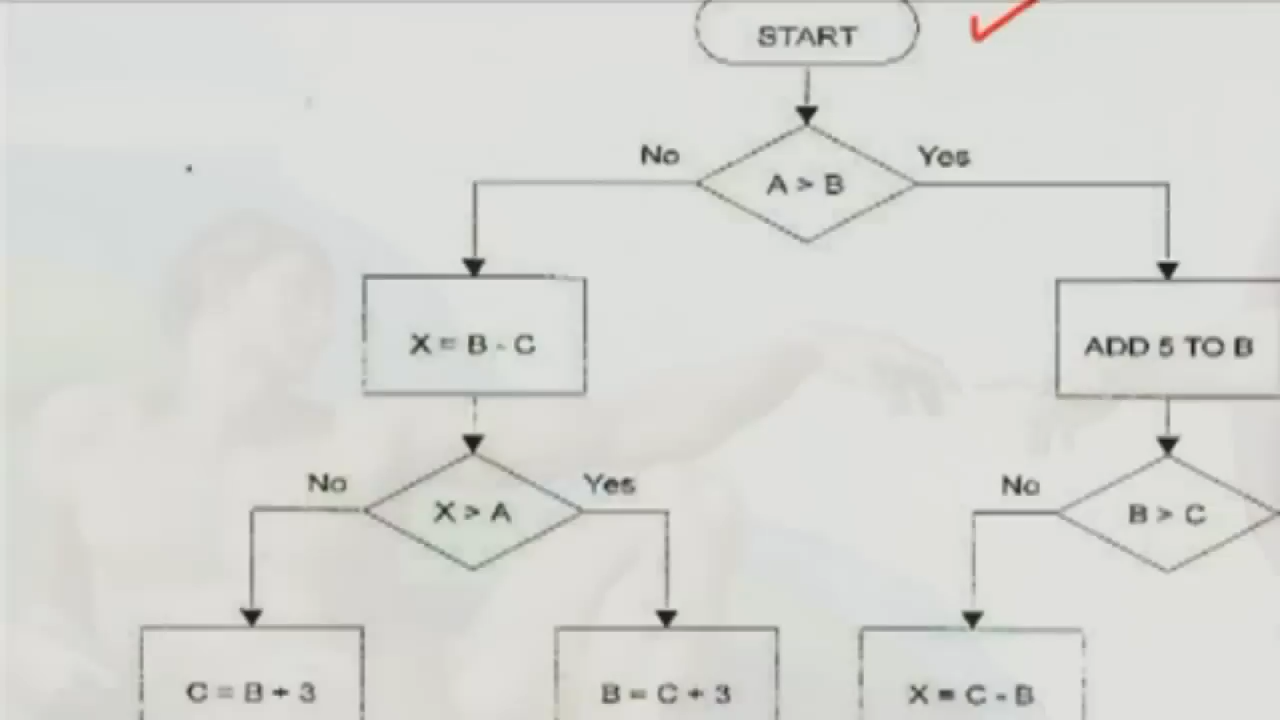 START
No
Yes
A > B
X = B - C
ADD 5 TO B
No
Yes
No
X > A
B > C
C = B + 3
B = C + 3
X = C - B